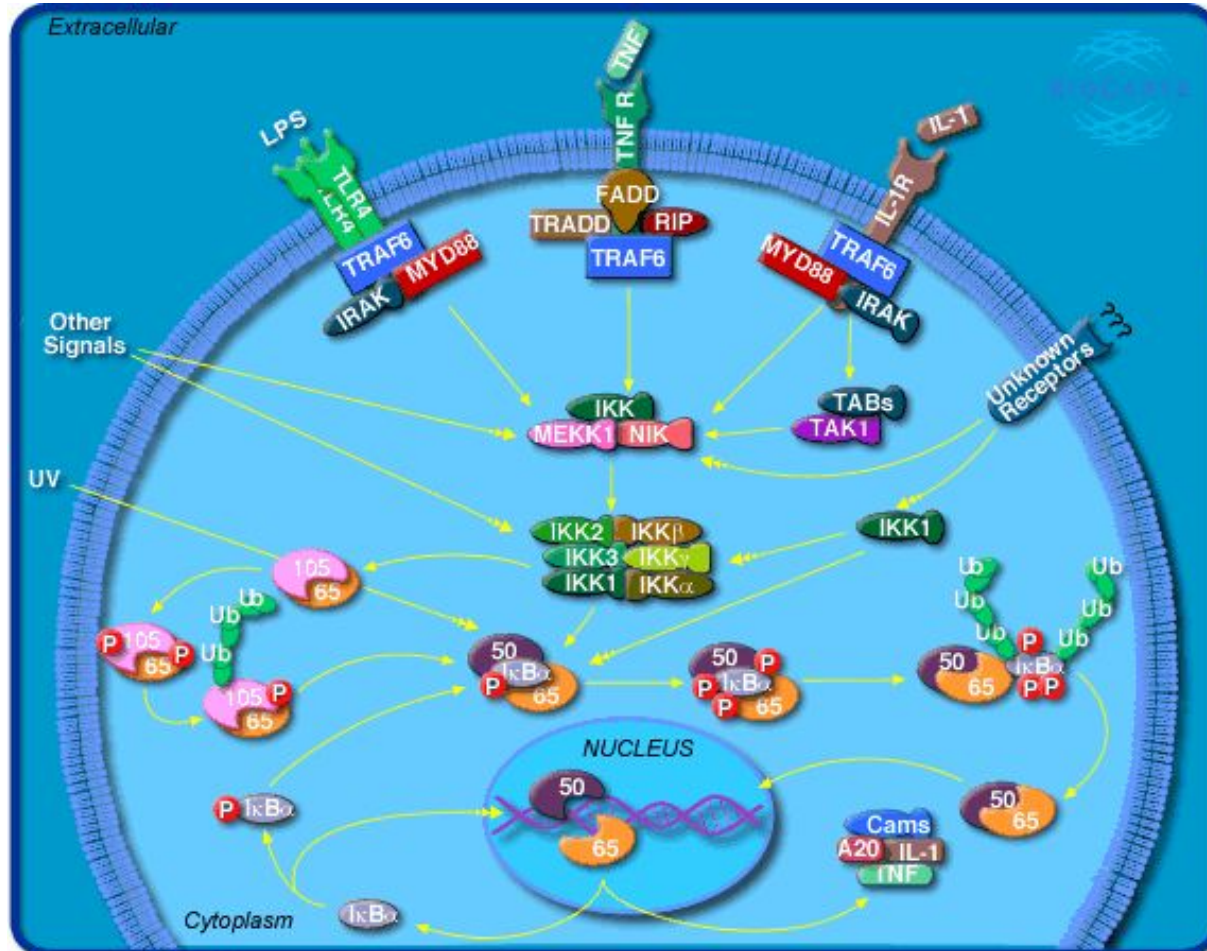 Extracellular
TNF
TNF R
LPS
TLR4
TLR4
IL-1
IL-1R
FADD
TRADD
RIP
TRAF6
TRAF6
MYD88
IRAK
MYD88
TRAF6
IRAK
???
Unknown
Receptors
Other
Signals
IKK
MEKK1
NIK
TABs
TAK1
UV
IKK2
IKKβ
IKK3
IKKγ
IKK1
IKKα
IKK1
105
65
P
105
65
P
Ub
Ub
Ub
105
65
P
50
IκBα
P
65
50
P
IκBα
P
P
65
Ub
Ub
Ub
Ub
Ub
P
50
65
IκBα
P
P
NUCLEUS
50
65
P
IκBα
IκBα
50
65
Cams
A20
IL-1
TNF
Cytoplasm